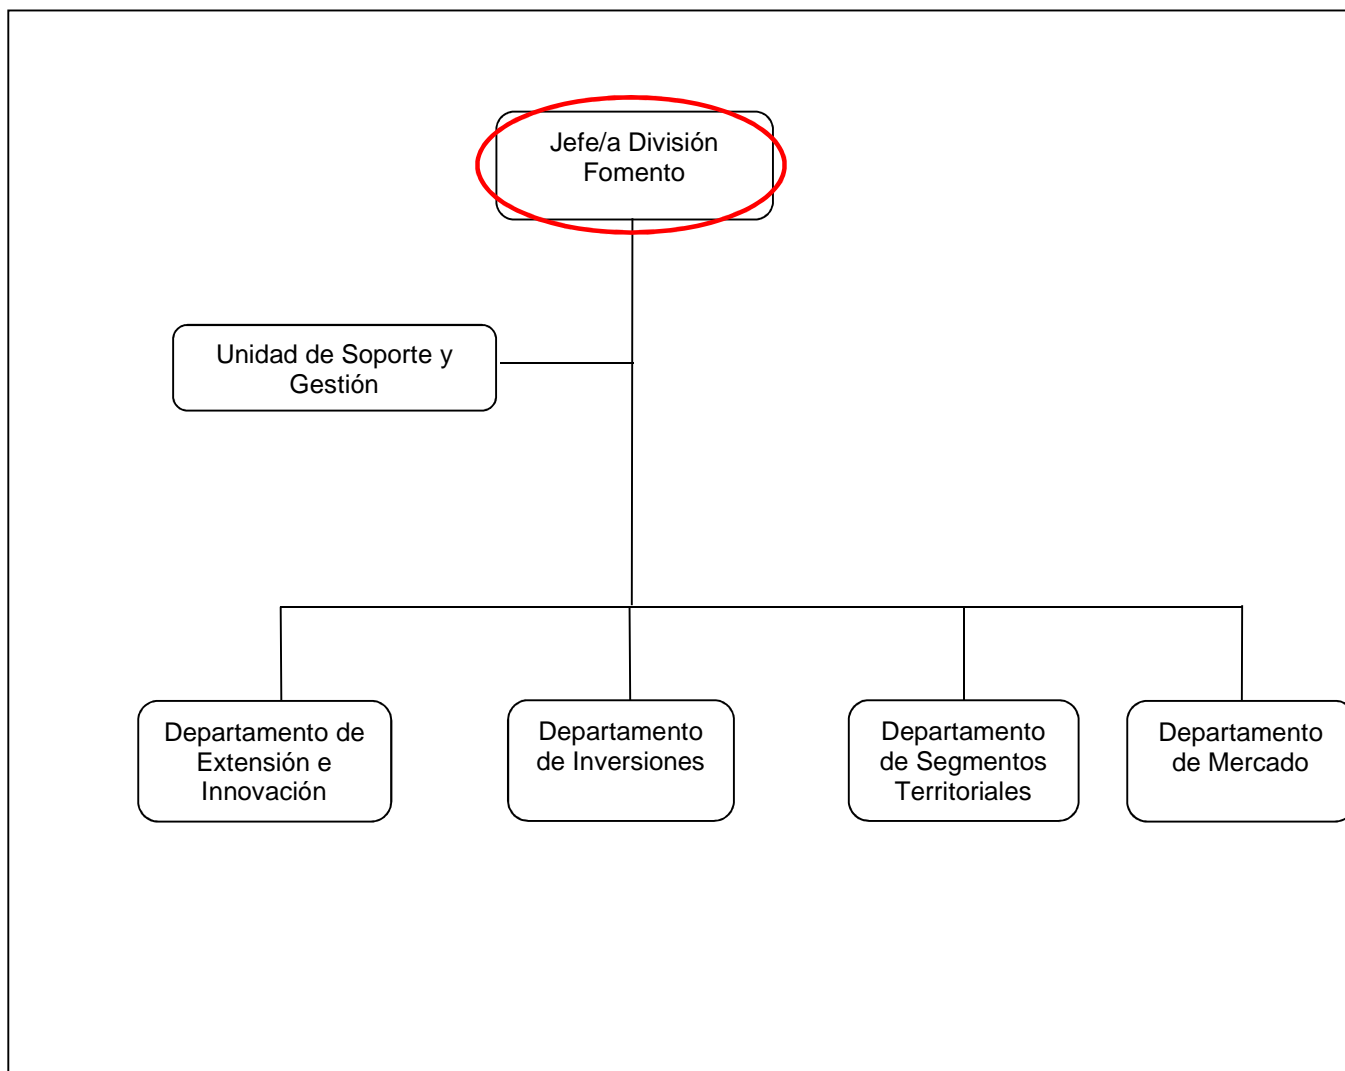 Jefe/a División
Fomento
Unidad de Soporte y
Gestión
Departamento de
Extensión e
Innovación
Departamento
de Inversiones
Departamento
de Segmentos
Territoriales
Departamento
de Mercado